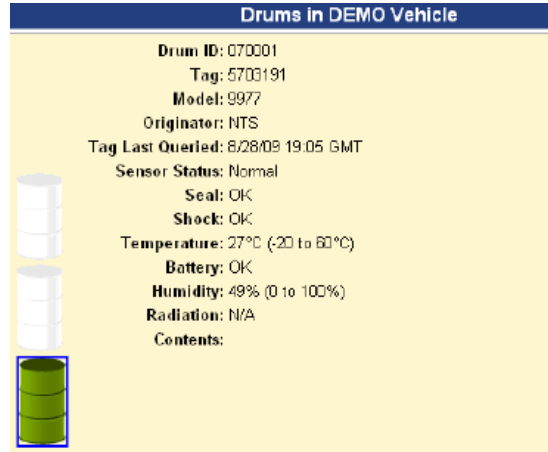 Drums in DEMO Vehicle
Drum ID: 070001
Tag: 5703191
Model: 9977
Originator: NTS
Tag Last Queried: 8/28/09 19:05 GMT
Sensor Status: Normal
Seal: OK
Shock: OK
Temperature: 27°C (-20 to 60°C)
Battery: OK
Humidity: 49% (0 to 100%)
Radiation: N/A
Contents: